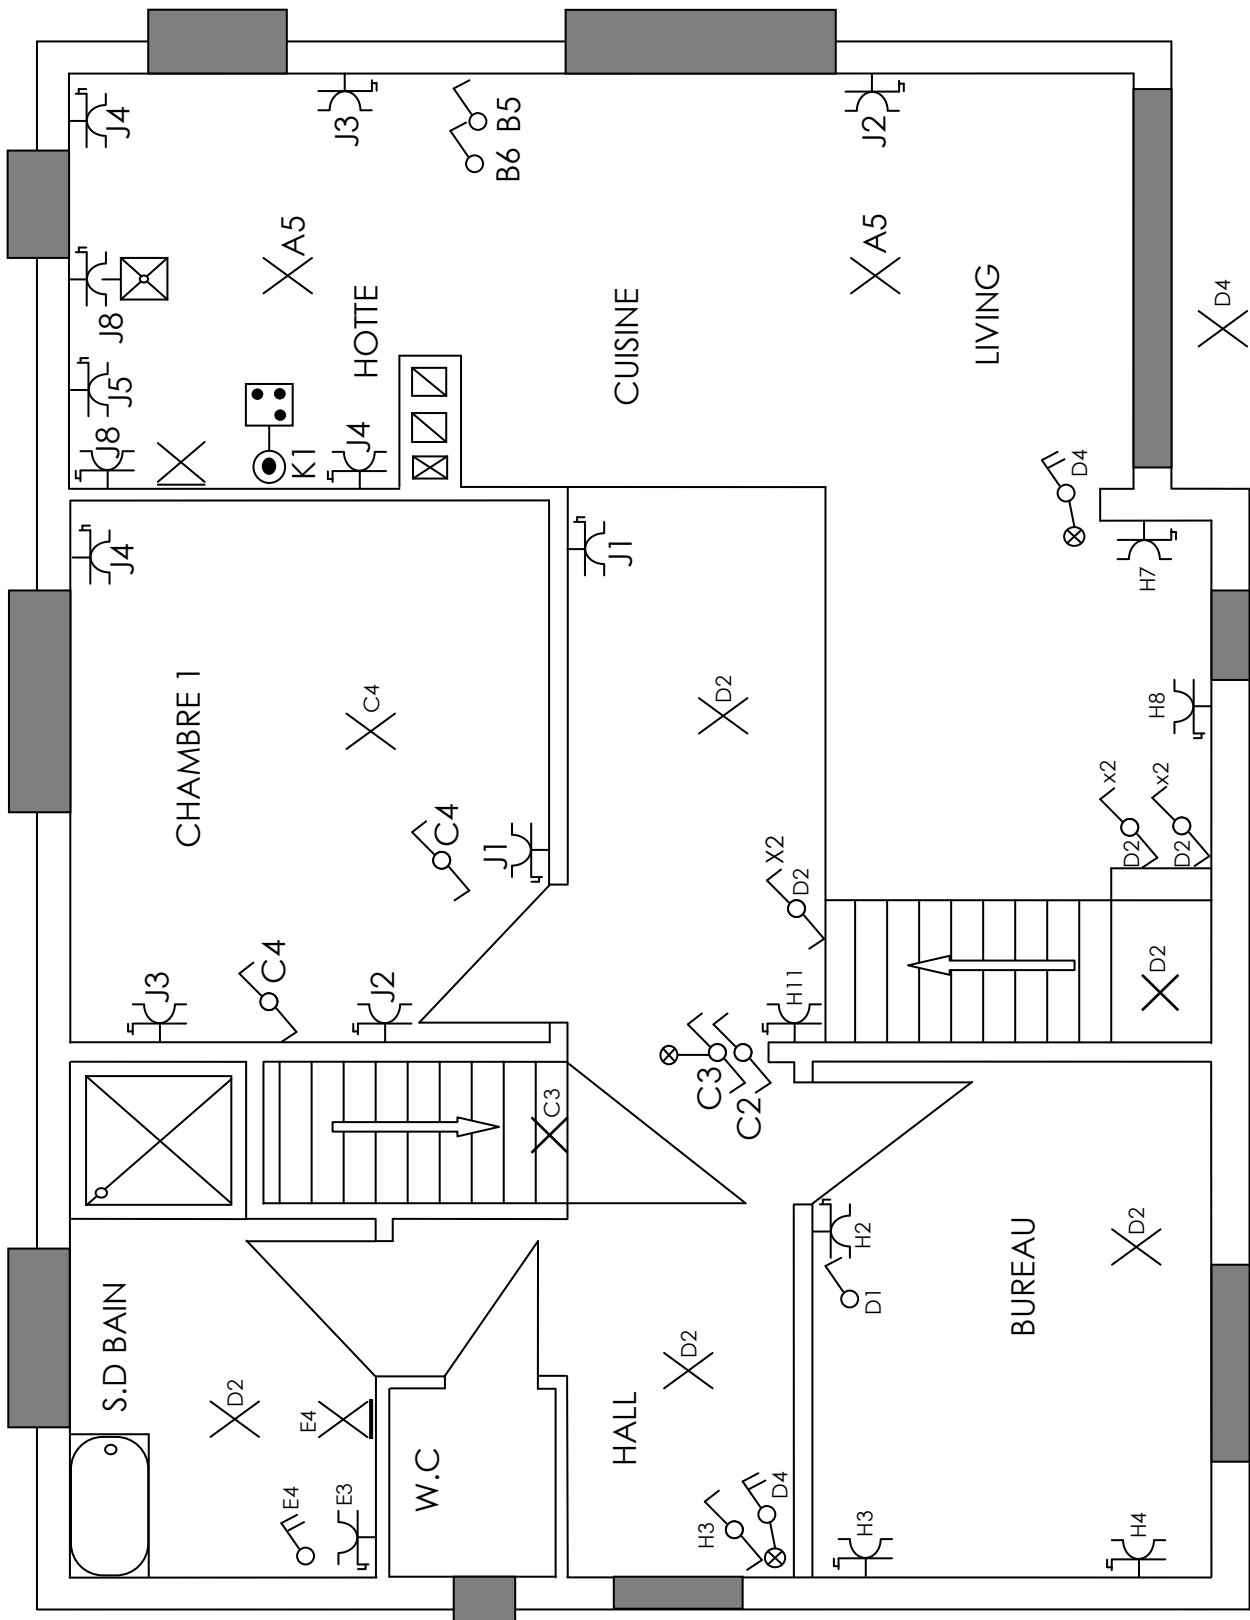 J4
J3
B5
B6
J2
J8
A5
A5
HOTTE
J5
CUISINE
LIVING
D4
J8
K1
J4
D4
J4
J1
H7
CHAMBRE 1
C4
D2
H8
C4
J1
X2
D2
x2
D2
x2
D2
J3
C4
J2
H11
D2
C3
C3
C2
H2
D1
D2
BUREAU
S.D BAIN
D2
E4
D2
HALL
W.C
E4
E3
H3
D4
H3
H4